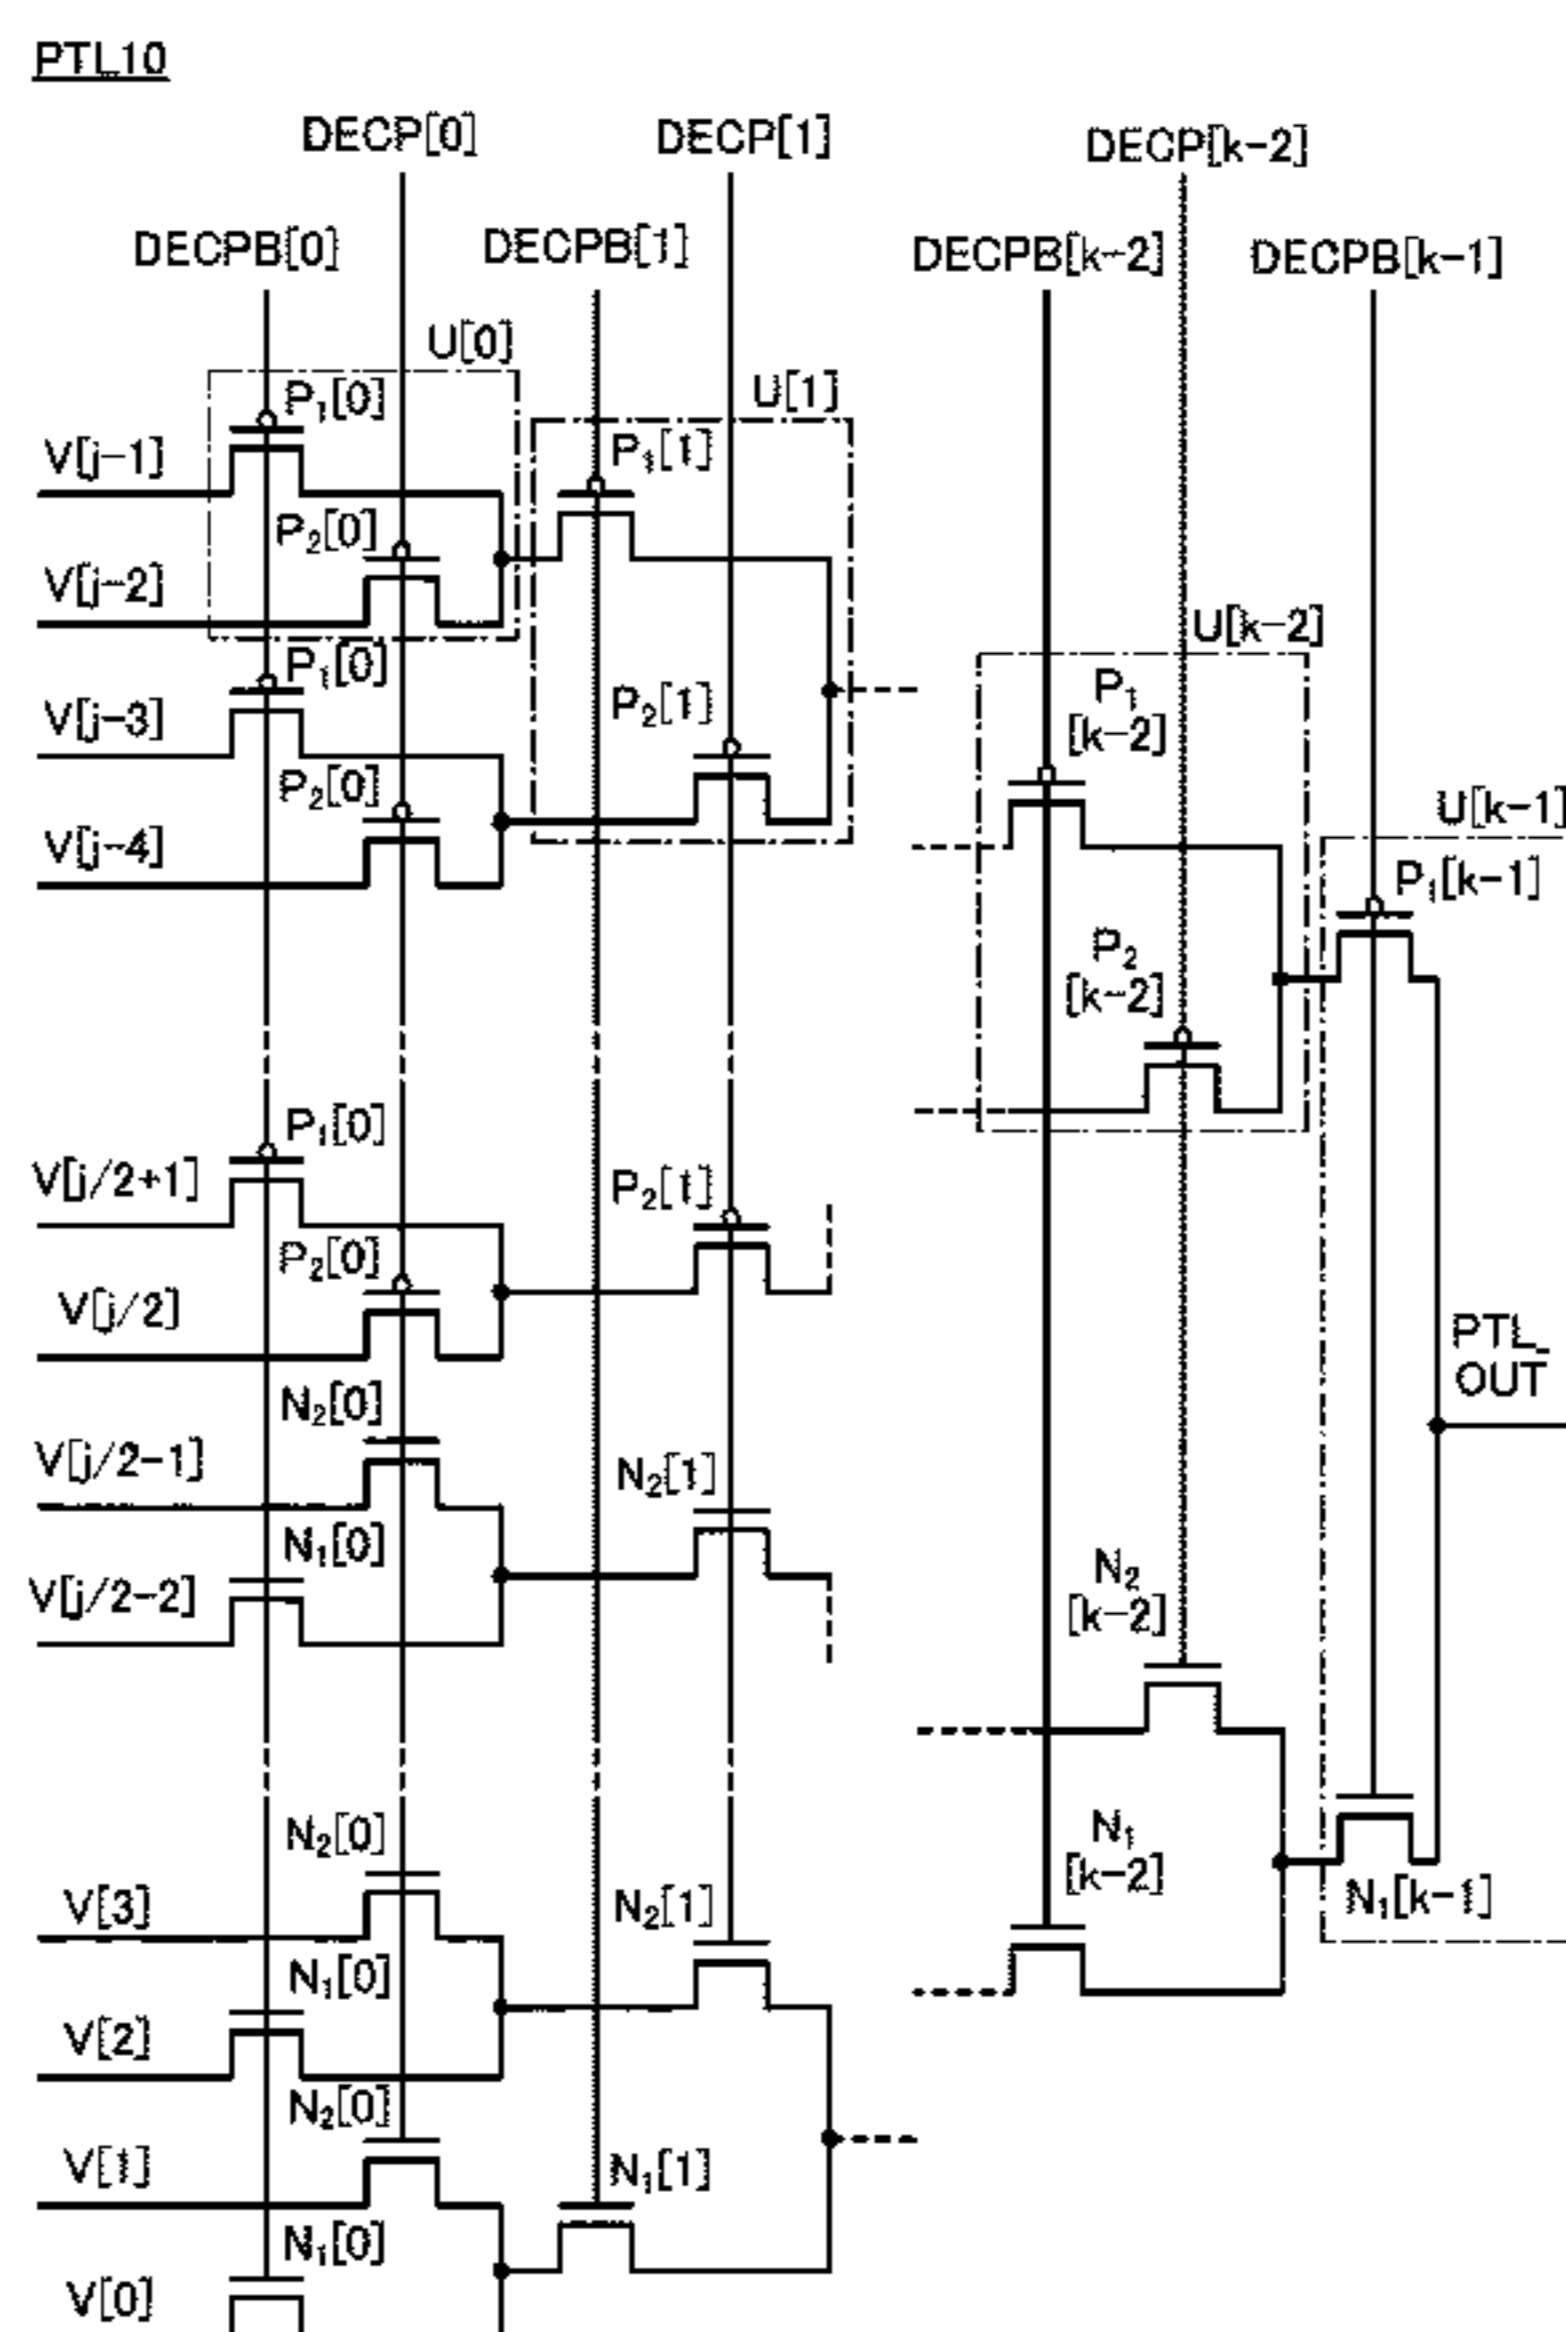 PTL10
DECP[0]
DECP[1]
DECP[k-2]
DECPB[0]
DECPB[1]
DECPB[k-2]
DECPB[k-1]
U[0]
U[1]
P₁[0]
P₁[1]
V[j-1]
P₂[0]
V[j-2]
U[k-2]
P₁[0]
P₂[1]
P₁
[k-2]
V[j-3]
P₂[0]
V[j-4]
U[k-1]
P₁[k-1]
P₂
[k-2]
P₁[0]
V[j/2+1]
P₂[1]
P₂[0]
V[j/2]
PTL_
OUT
N₂[0]
V[j/2-1]
N₂[1]
N₁[0]
V[j/2-2]
N₂
[k-2]
N₂[0]
N₁
[k-2]
V[3]
N₂[1]
N₁[k-1]
N₁[0]
V[2]
N₂[0]
V[1]
N₁[1]
N₁[0]
V[0]